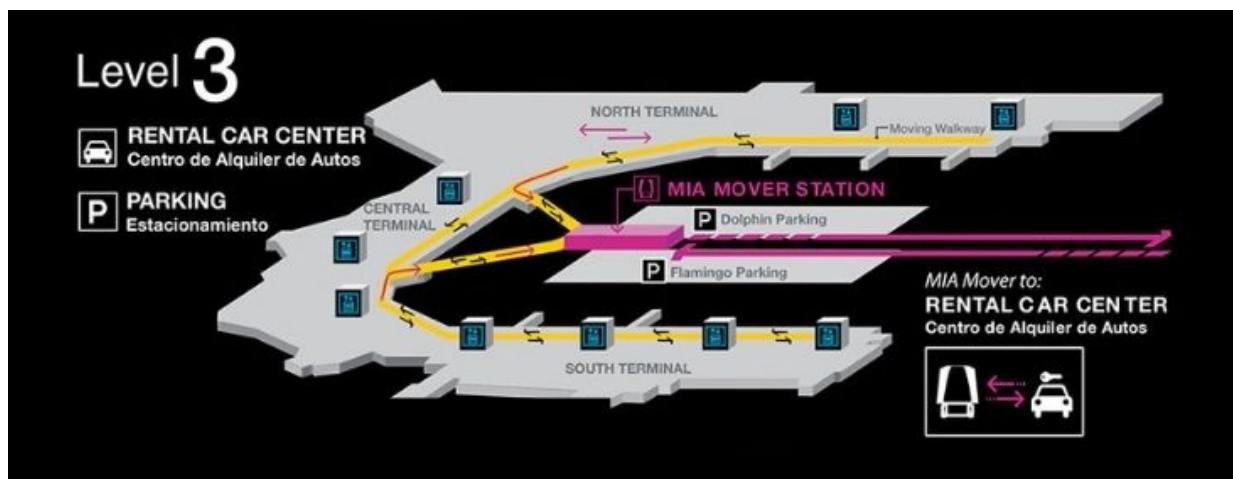 Level 3
RENTAL CAR CENTER
Centro de Alquiler de Autos
P
PARKING
Estacionamiento
NORTH TERMINAL
Moving Walkway
CENTRAL
TERMINAL
MIA MOVER STATION
P Dolphin Parking
P Flamingo Parking
SOUTH TERMINAL
MIA Mover to:
RENTAL CAR CENTER
Centro de Alquiler de Autos